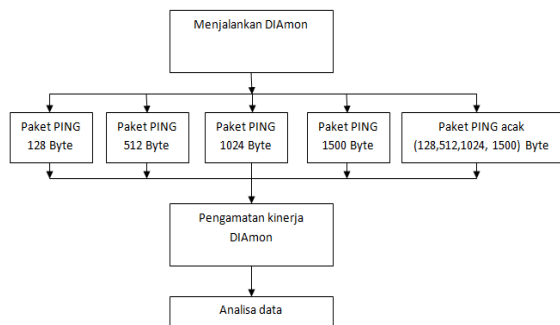 Menjalankan DIAmon
Paket PING
128 Byte
Paket PING
512 Byte
Paket PING
1024 Byte
Paket PING
1500 Byte
Paket PING acak
(128,512,1024, 1500) Byte
Pengamatan kinerja
DIAmon
Analisa data